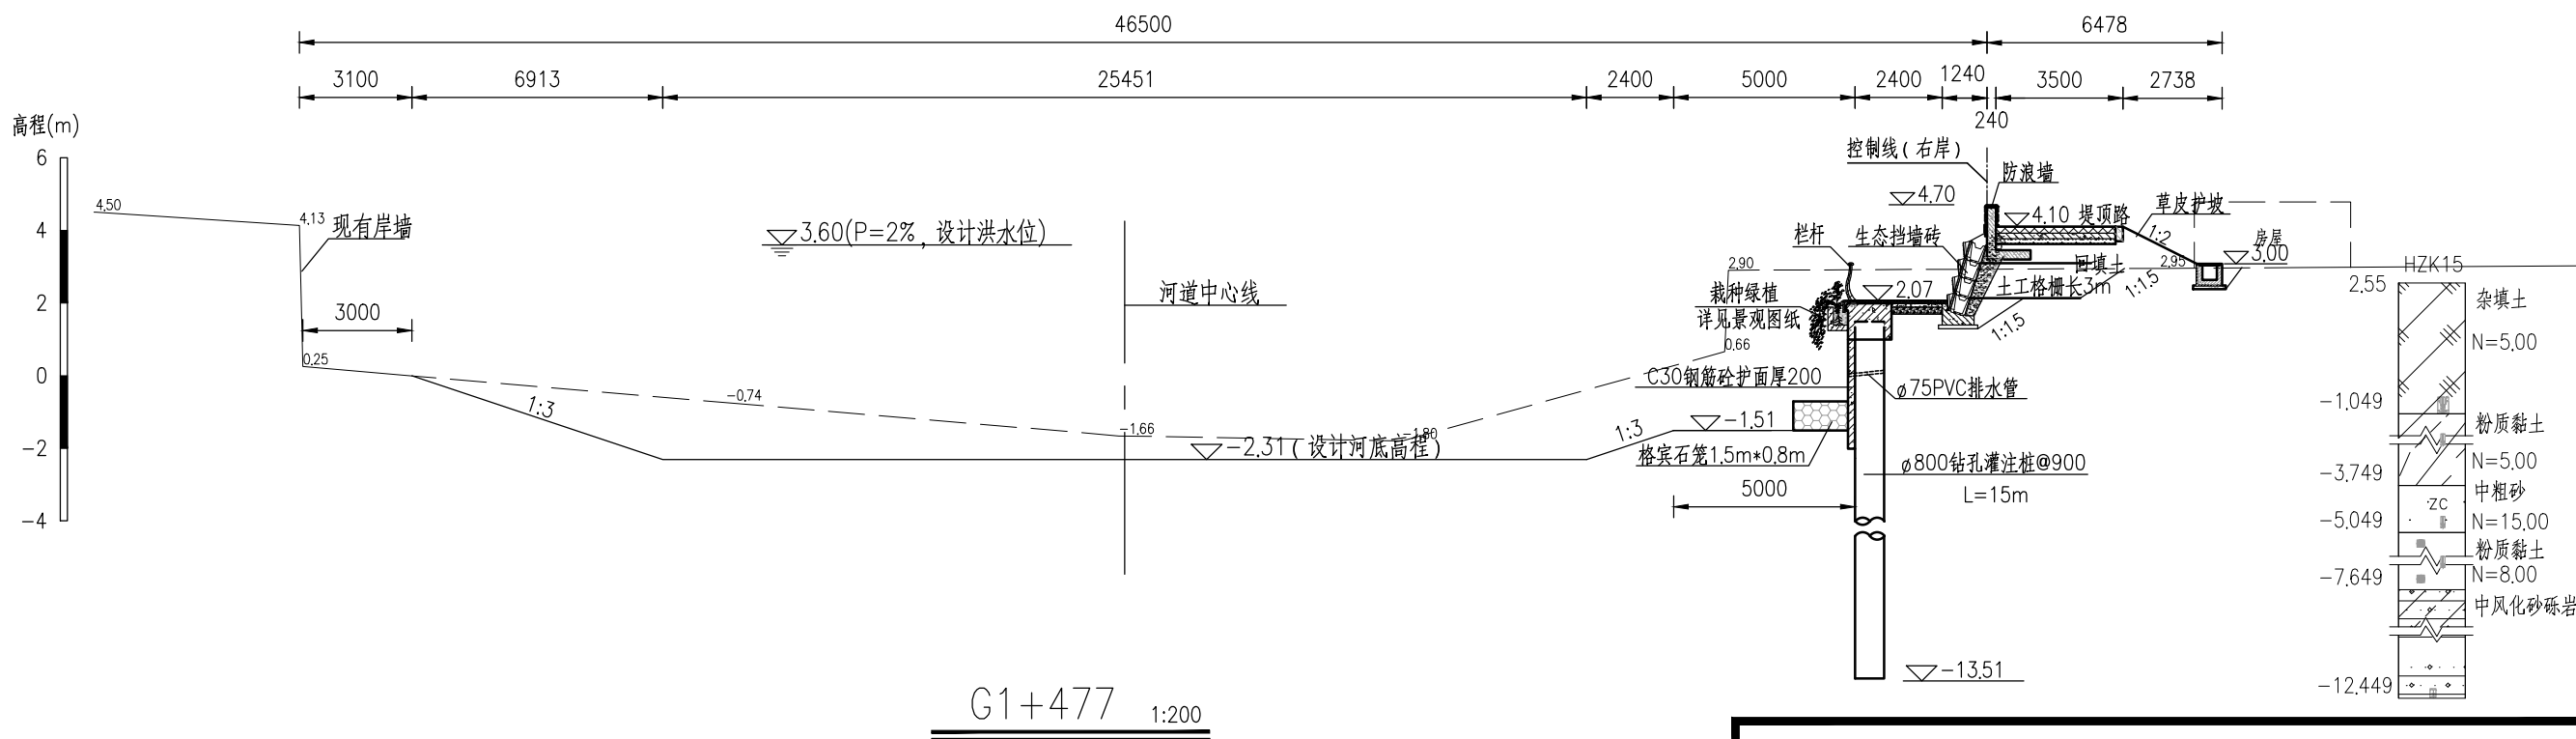 46500
6478
3100
6913
25451
2400
5000
2400
1240
3500
2738
240
高程(m)
6
4
2
0
-2
-4
4.50
4.13
现有岸墙
3.60(P=2%,设计洪水位)
河道中心线
3000
0.25
1:3
-0.74
-1.66
-1.80
-2.31(设计河底高程)
控制线(右岸)
防浪墙
4.70
4.10 堤顶路
草皮护坡
1:2
房屋
3.00
栏杆
生态挡墙砖
回填土
2.95
2.90
2.07
土工格栅长3m
1:1.5
1:1.5
栽种绿植
详见景观图纸
0.66
C30钢筋砼护面厚200
ø75PVC排水管
-1.51
1:3
格宾石笼1.5m*0.8m
ø800钻孔灌注桩@900
L=15m
5000
-13.51
HZK15
2.55
杂填土
N=5.00
-1.049
粉质黏土
N=5.00
-3.749
中粗砂
ZC
-5.049
N=15.00
粉质黏土
-7.649
N=8.00
中风化砂砾岩
-12.449
G1+477 1:200